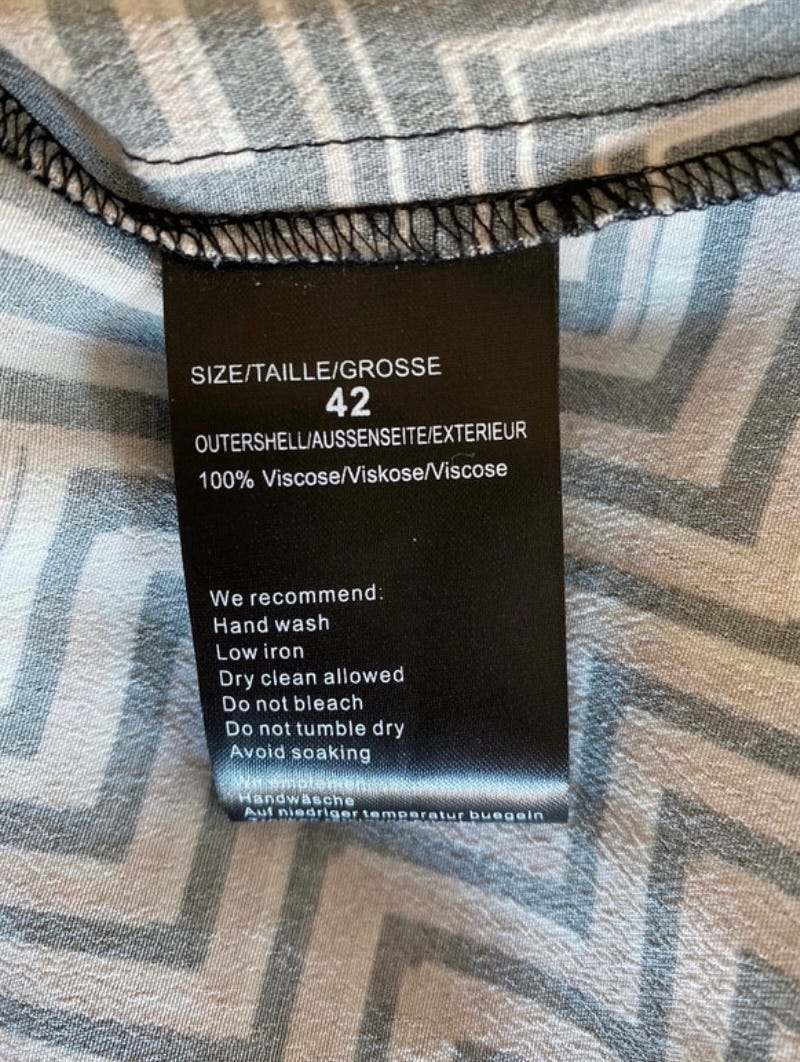 SIZE/TAILLE/GROSSE
42
OUTERSHELL/AUSSENSEITE/EXTERIEUR
100% Viscose/Viskose/Viscose
We recommend:
Hand wash
Low iron
Dry clean allowed
Do not bleach
Do not tumble dry
Avoid soaking
Handwäsche
Auf niedriger temperatur buegeln